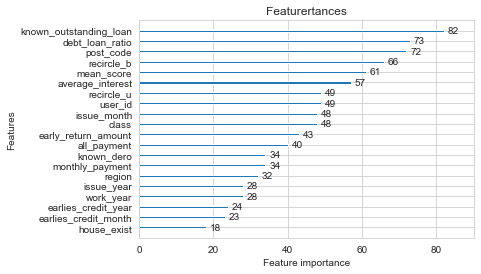 Featurertances
known_outstanding_loan 82
debt_loan_ratio 73
post_code 72
recircle_b 66
mean_score 61
average_interest 57
recircle_u 49
user_id 49
issue_month 48
class 48
early_return_amount 43
all_payment 40
known_dero 34
monthly_payment 34
region 32
issue_year 28
work_year 28
earlies_credit_year 24
earlies_credit_month 23
house_exist 18
Features
0 20 40 60 80
Feature importance